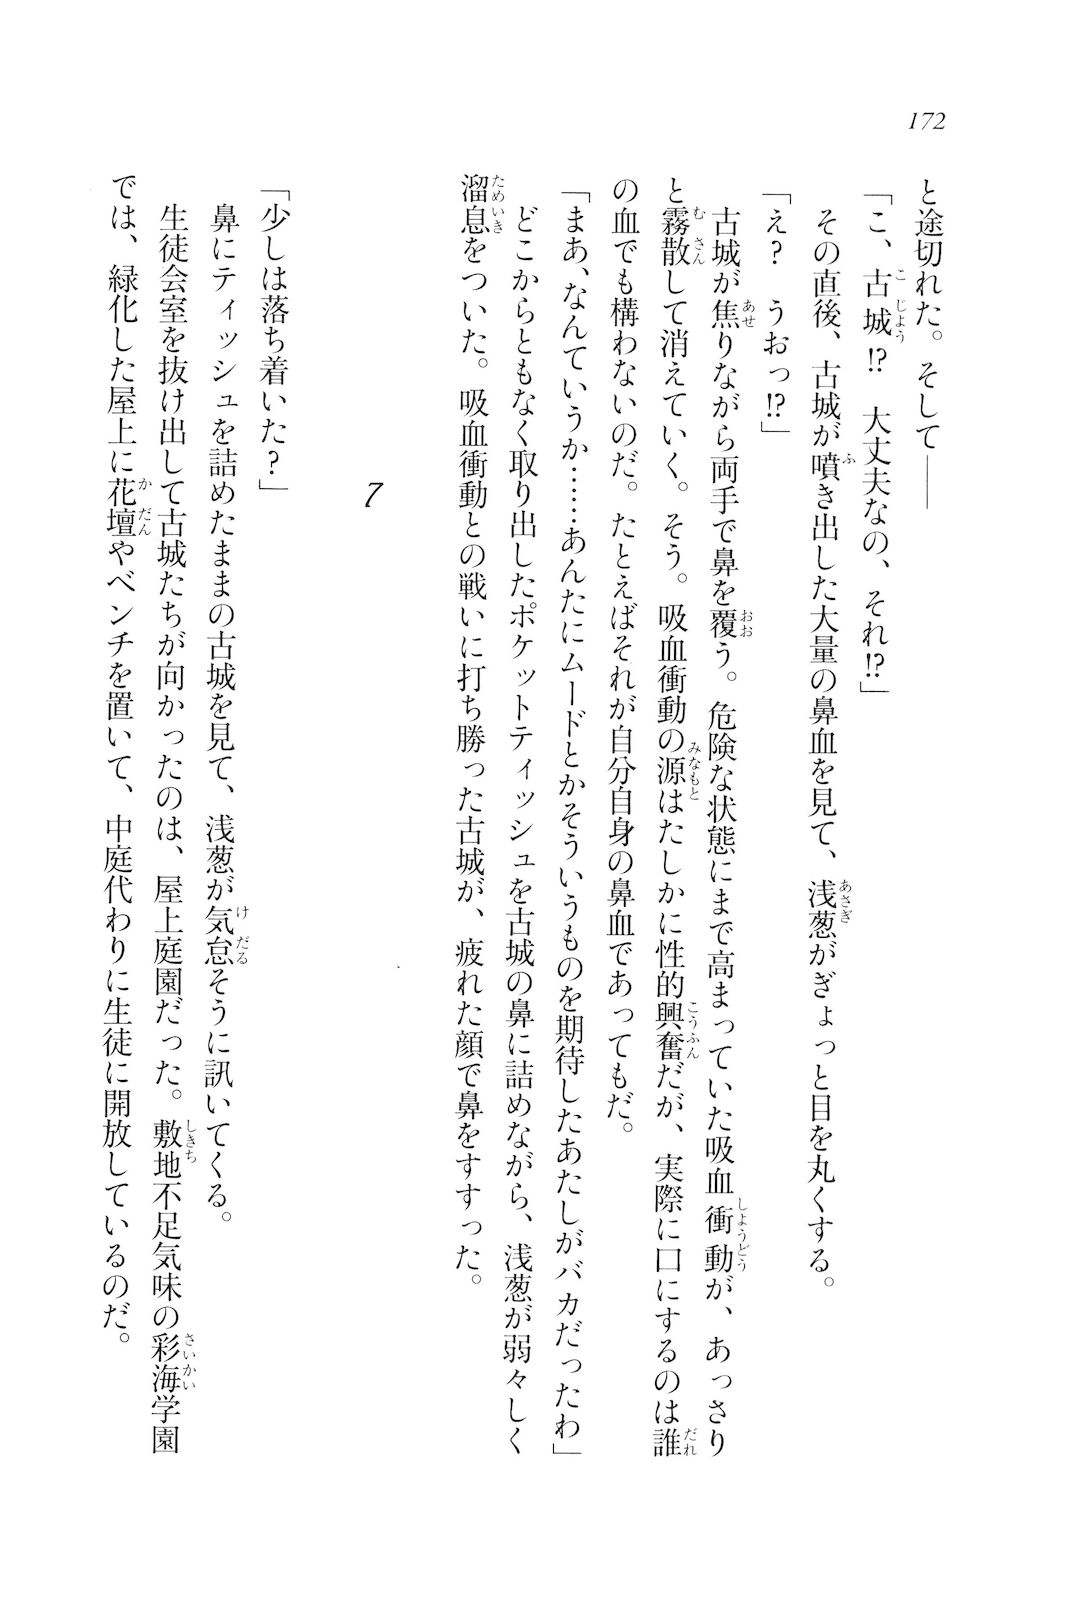 172
と途切れた。そして――
「こ、古城!?　大丈夫なの、それ!?」
その直後、古城が噴き出した大量の鼻血を見て、浅葱がぎょっと目を丸くする。
「え?　うおっ!?」
古城が焦りながら両手で鼻を覆う。危険な状態にまで高まっていた吸血衝動が、あっさり
と霧散して消えていく。そう。吸血衝動の源はたしかに性的興奮だが、実際に口にするのは誰
の血でも構わないのだ。たとえばそれが自分自身の鼻血であってもだ。
「まあ、なんていうか……あんたにムードとかそういうものを期待したあたしがバカだったわ」
どこからともなく取り出したポケットティッシュを古城の鼻に詰めながら、浅葱が弱々しく
溜息をついた。吸血衝動との戦いに打ち勝った古城が、疲れた顔で鼻をすすった。
7
「少しは落ち着いた?」
鼻にティッシュを詰めたままの古城を見て、浅葱が気怠そうに訊いてくる。
生徒会室を抜け出して古城たちが向かったのは、屋上庭園だった。敷地不足気味の彩海学園
では、緑化した屋上に花壇やベンチを置いて、中庭代わりに生徒に開放しているのだ。